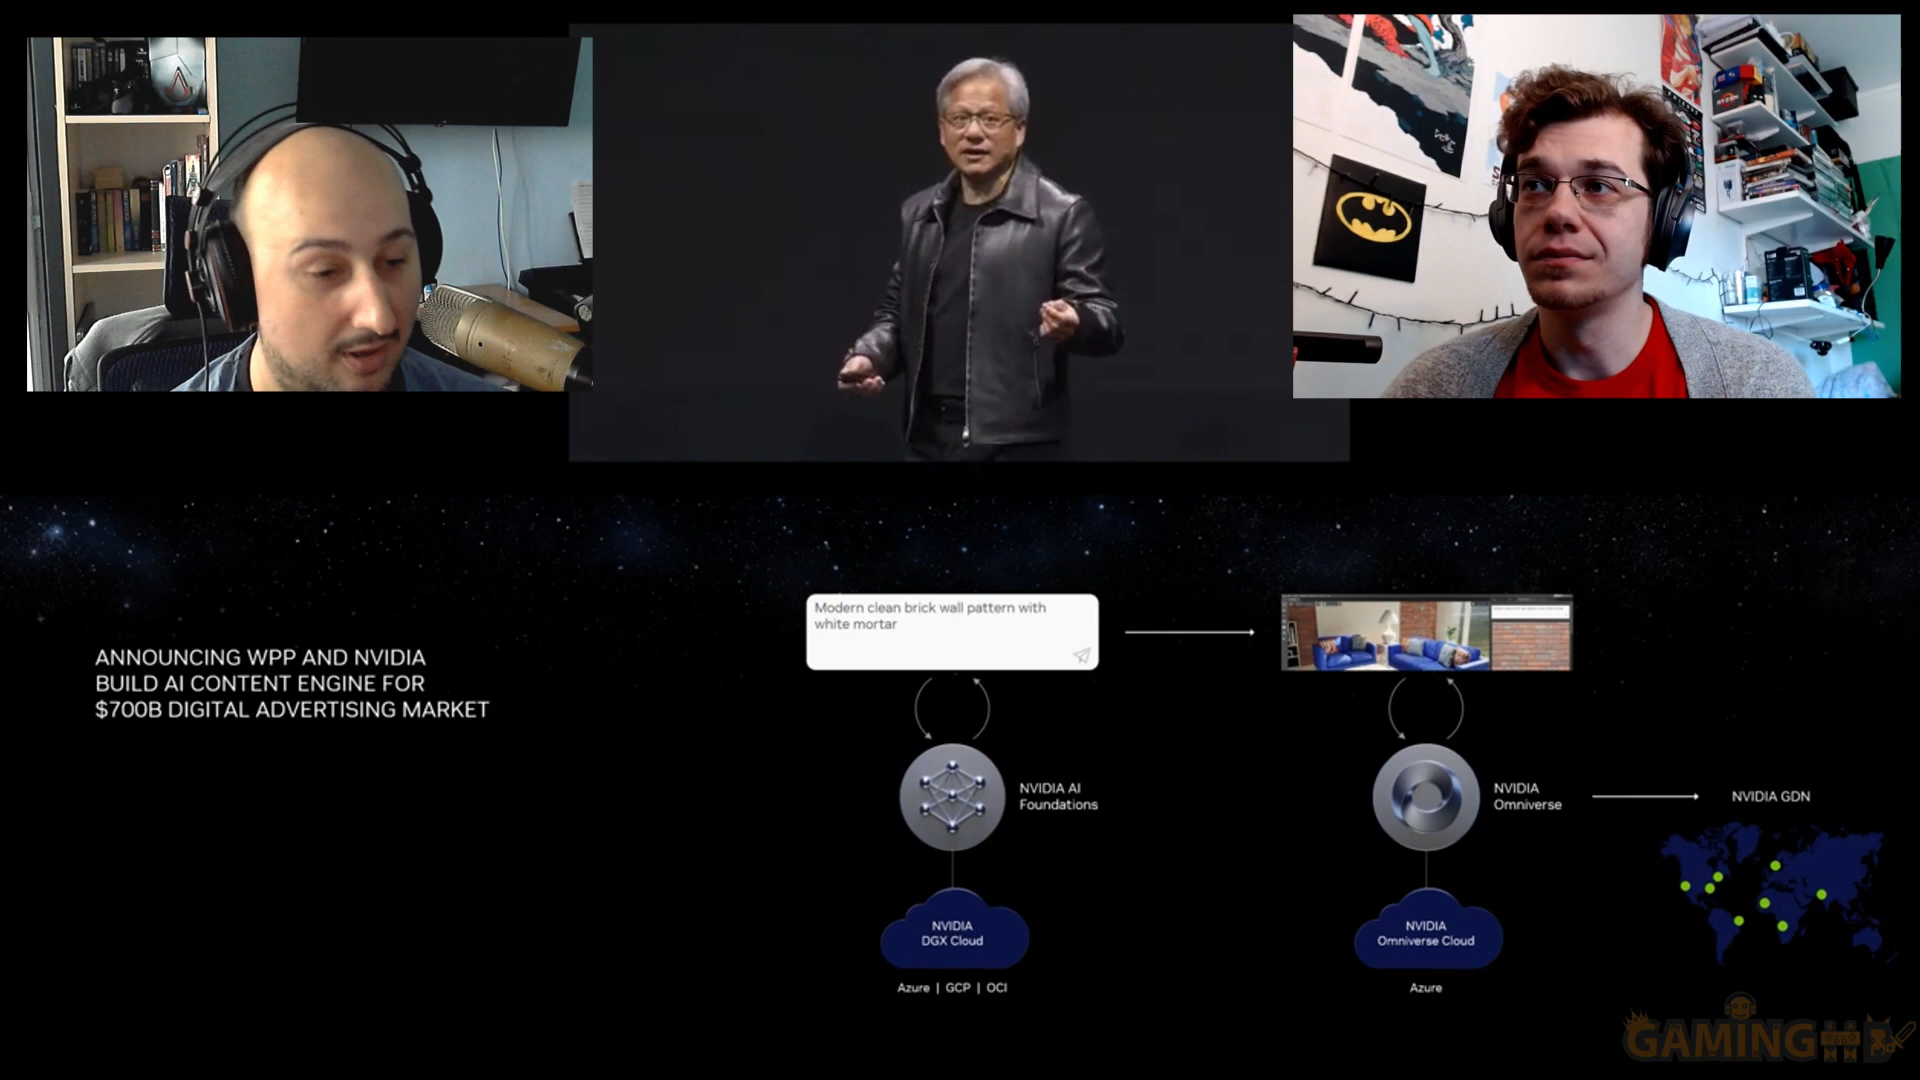 RYZEN
ANNOUNCING WPP AND NVIDIA
BUILD AI CONTENT ENGINE FOR
$700B DIGITAL ADVERTISING MARKET
Modern clean brick wall pattern with
white mortar
NVIDIA AI
Foundations
NVIDIA
Omniverse
NVIDIA GDN
NVIDIA
DGX Cloud
NVIDIA
Omniverse Cloud
Azure | GCP | OCI
Azure
GAMING HD